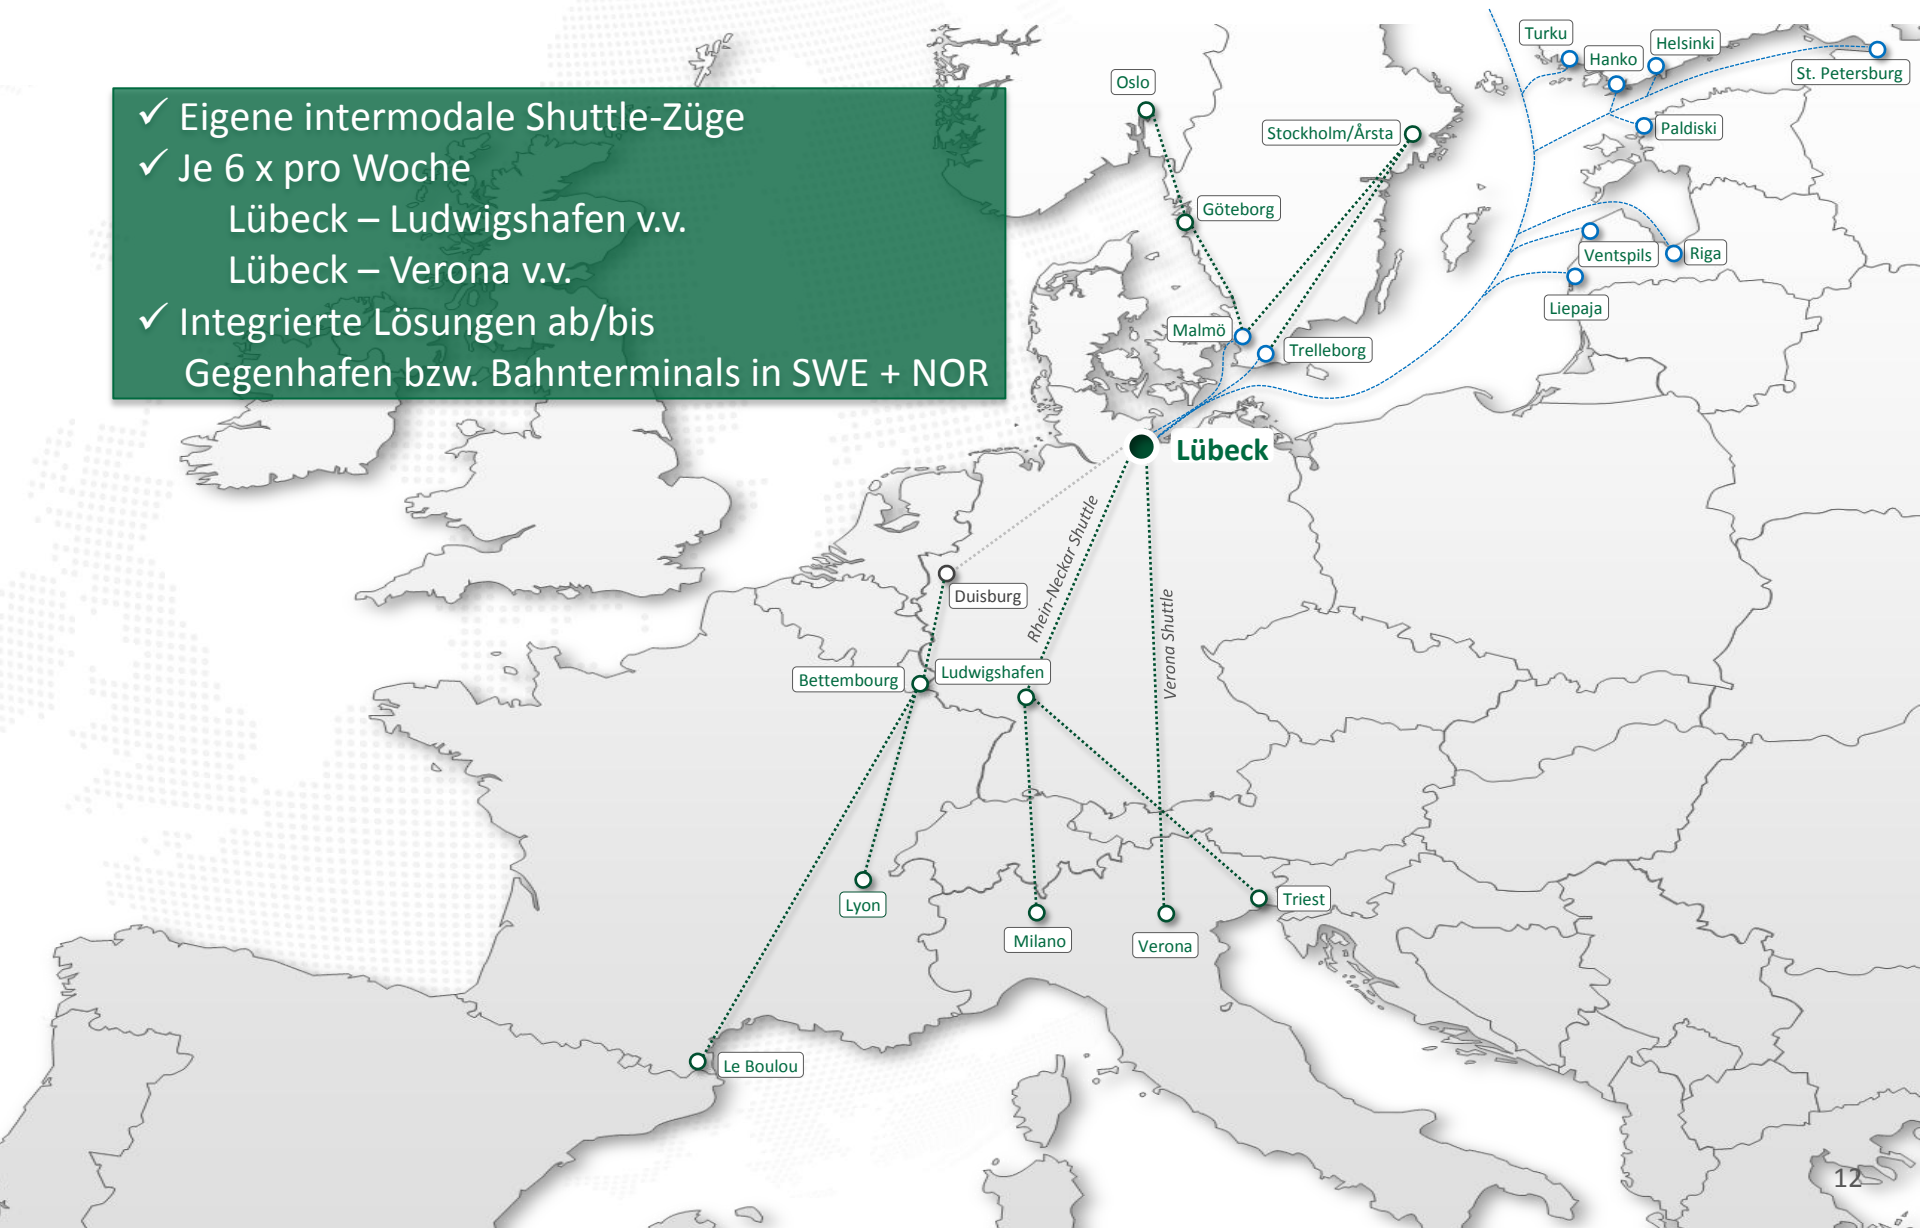 ✓ Eigene intermodale Shuttle-Züge
✓ Je 6 x pro Woche
Lübeck – Ludwigshafen v.v.
Lübeck – Verona v.v.
✓ Integrierte Lösungen ab/bis
Gegenhafen bzw. Bahnterminals in SWE + NOR
Turku
Hanko
Helsinki
St. Petersburg
Oslo
Stockholm/Årsta
Paldiski
Göteborg
Ventspils
Riga
Liepaja
Malmö
Trelleborg
Lübeck
Rhein-Neckar Shuttle
Duisburg
Verona Shuttle
Bettembourg
Ludwigshafen
Lyon
Milano
Verona
Triest
Le Boulou
12